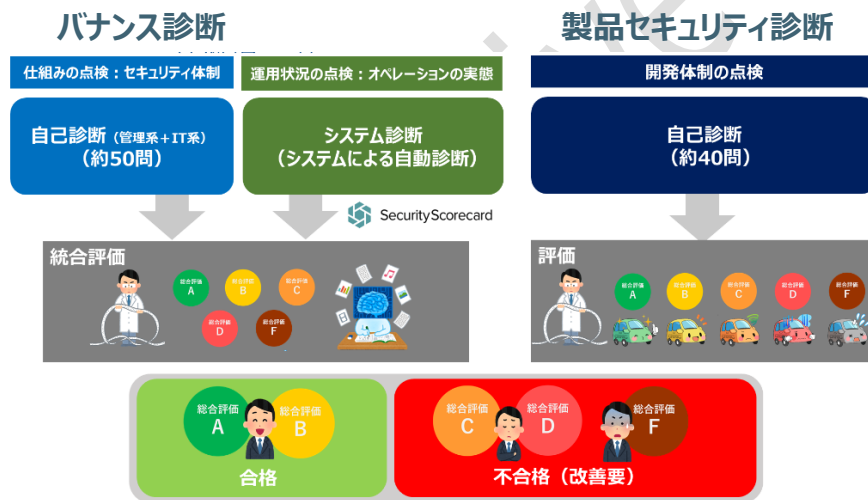 バナンス診断
製品セキュリティ診断
仕組みの点検：セキュリティ体制
運用状況の点検：オペレーションの実態
開発体制の点検
自己診断（管理系＋IT系）
（約50問）
システム診断
（システムによる自動診断）
自己診断
（約40問）
SecurityScorecard
統合評価
総合評価
A
総合評価
B
総合評価
C
総合評価
D
総合評価
F
評価
総合評価
A
総合評価
B
総合評価
C
総合評価
D
総合評価
F
総合評価
A
総合評価
B
合格
総合評価
C
総合評価
D
総合評価
F
不合格（改善要）